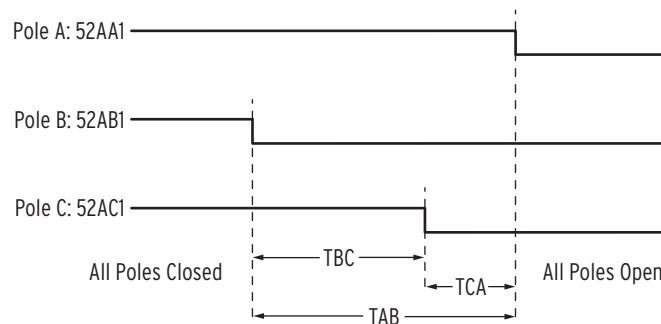 Pole A: 52AA1
Pole B: 52AB1
Pole C: 52AC1
All Poles Closed
TBC
TCA
All Poles Open
TAB